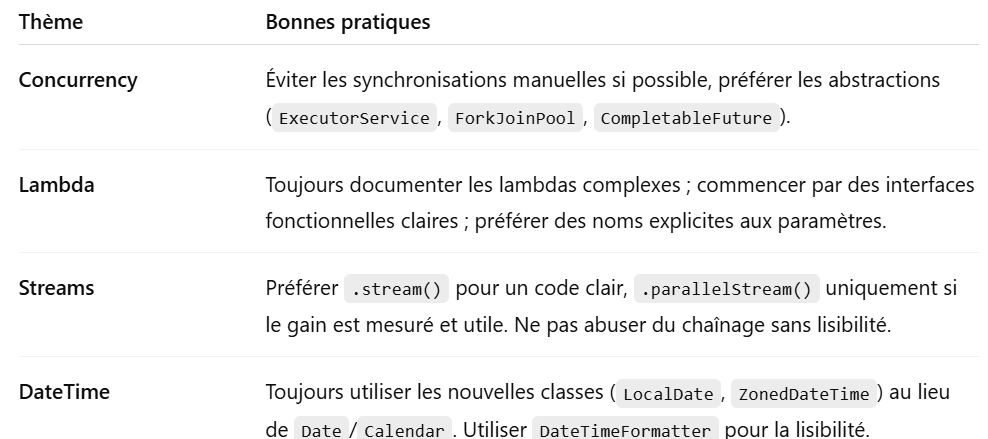 Thème Bonnes pratiques
Concurrency Éviter les synchronisations manuelles si possible, préférer les abstractions
(ExecutorService, ForkJoinPool, CompletableFuture).
Lambda Toujours documenter les lambdas complexes ; commencer par des interfaces
fonctionnelles claires ; préférer des noms explicites aux paramètres.
Streams Préférer .stream() pour un code clair, .parallelStream() uniquement si
le gain est mesuré et utile. Ne pas abuser du chaînage sans lisibilité.
DateTime Toujours utiliser les nouvelles classes (LocalDate, ZonedDateTime) au lieu
de Date/Calendar. Utiliser DateTimeFormatter pour la lisibilité.